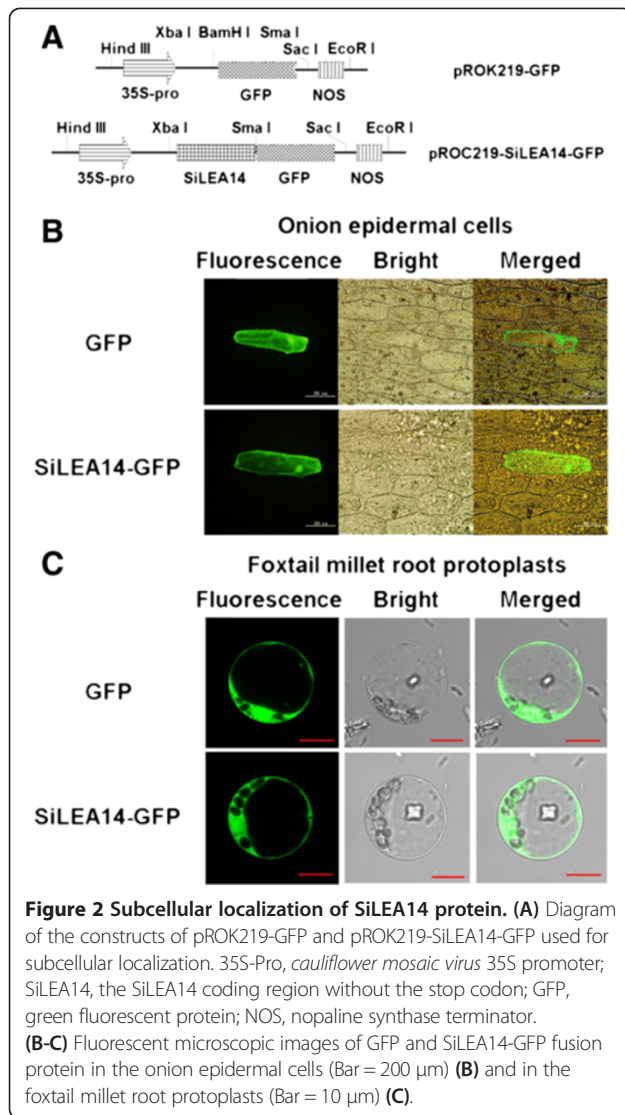 A
Xba I BamH I Sma I
Hind III Sac I EcoR I
pROK219-GFP
35S-pro GFP NOS
Hind III Xba I Sma I Sac I EcoR I
pROC219-SiLEA14-GFP
35S-pro SiLEA14 GFP NOS
B
Onion epidermal cells
Fluorescence Bright Merged
GFP
SiLEA14-GFP
C
Foxtail millet root protoplasts
Fluorescence Bright Merged
GFP
SiLEA14-GFP
Figure 2 Subcellular localization of SiLEA14 protein. (A) Diagram
of the constructs of pROK219-GFP and pROK219-SiLEA14-GFP used for
subcellular localization. 35S-Pro, cauliflower mosaic virus 35S promoter;
SiLEA14, the SiLEA14 coding region without the stop codon; GFP,
green fluorescent protein; NOS, nopaline synthase terminator.
(B-C) Fluorescent microscopic images of GFP and SiLEA14-GFP fusion
protein in the onion epidermal cells (Bar = 200 μm) (B) and in the
foxtail millet root protoplasts (Bar = 10 μm) (C).